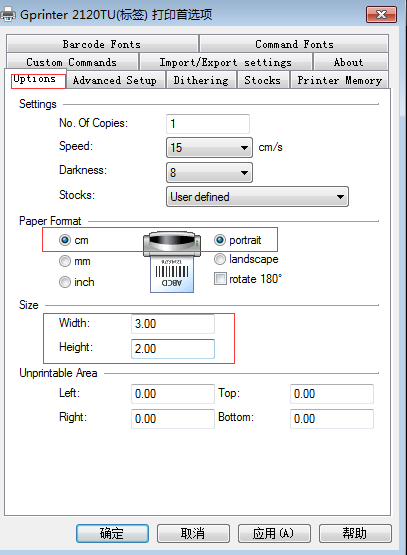 Gprinter 2120TU(标签) 打印首选项
Barcode Fonts Command Fonts
Custom Commands Import/Export settings About
Options Advanced Setup Dithering Stocks Printer Memory
Settings
No. Of Copies: 1
Speed: 15 cm/s
Darkness: 8
Stocks: User defined
Paper Format
cm portrait
mm landscape
inch rotate 180°
ABCD
Size
Width: 3.00
Height: 2.00
Unprintable Area
Left: 0.00 Top: 0.00
Right: 0.00 Bottom: 0.00
确定 取消 应用(A) 帮助